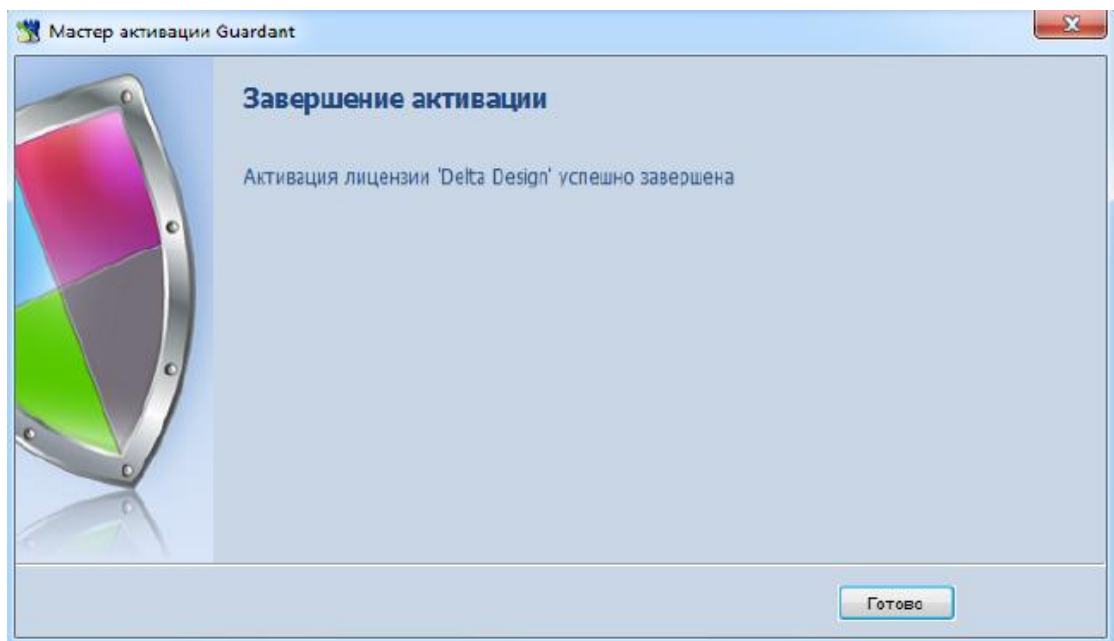 Мастер активации Guardant
Завершение активации
Активация лицензии 'Delta Design' успешно завершена
Готово